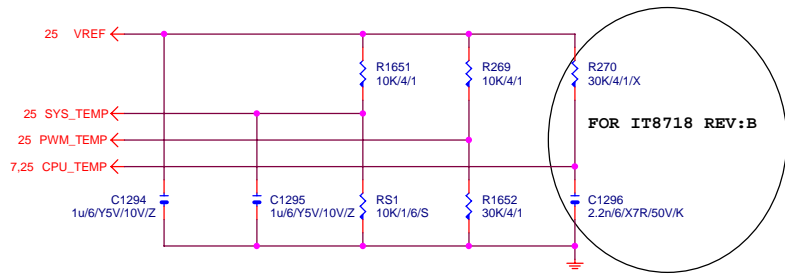 25 VREF
R1651
10K/4/1
R269
10K/4/1
R270
30K/4/1/X
25 SYS_TEMP
FOR IT8718 REV:B
25 PWM_TEMP
7,25 CPU_TEMP
C1294
1u/6/Y5V/10V/Z
C1295
1u/6/Y5V/10V/Z
RS1
10K/1/6/S
R1652
30K/4/1
C1296
2.2n/6/X7R/50V/K